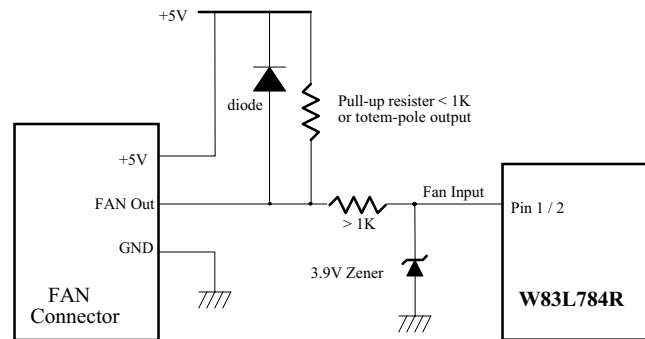 +5V
diode
Pull-up resister < 1K
or totem-pole output
+5V
FAN Out
Fan Input
Pin 1 / 2
> 1K
GND
3.9V Zener
W83L784R
FAN
Connector